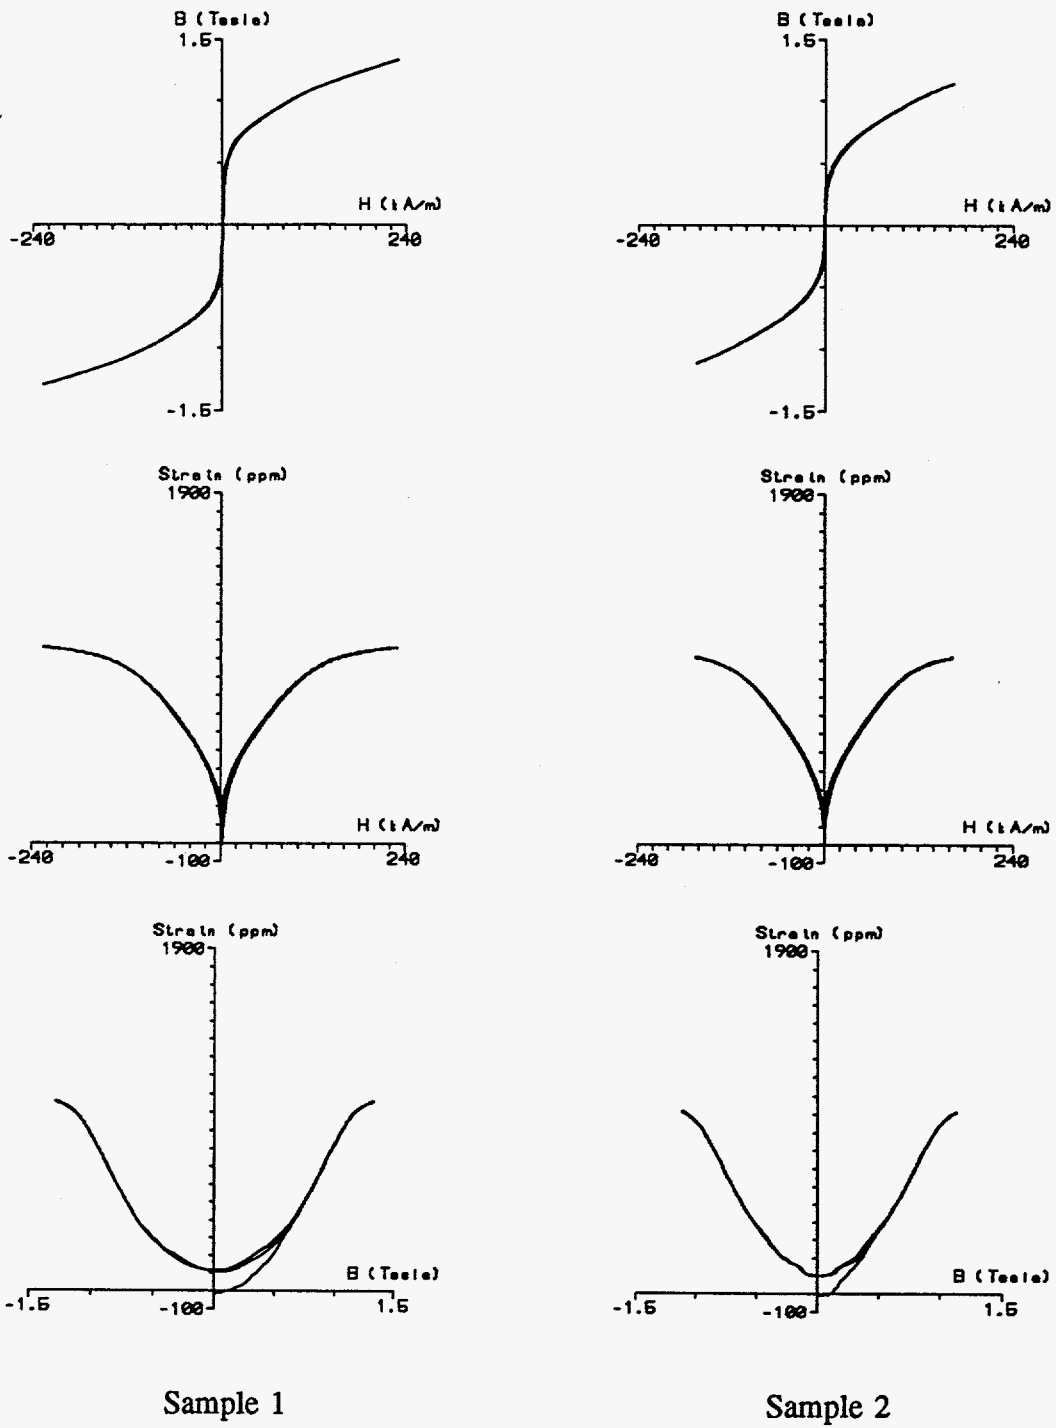 B (Tesla)
1.5
H (kA/m)
-240
240
-1.5
B (Tesla)
1.5
H (kA/m)
-240
240
-1.5
Strain (ppm)
1900
H (kA/m)
-240
-100
240
Strain (ppm)
1900
H (kA/m)
-240
-100
240
Strain (ppm)
1900
B (Tesla)
-1.5
-100
1.5
Strain (ppm)
1900
B (Tesla)
-1.5
-100
1.5
Sample 1
Sample 2